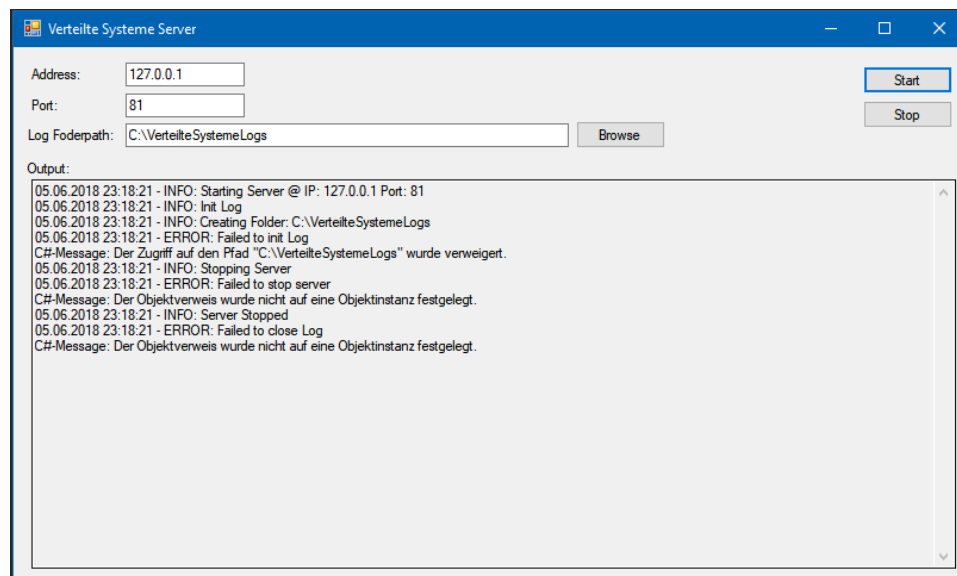 Verteilte Systeme Server
Address: 127.0.0.1 Start
Port: 81 Stop
Log Foderpath: C:\VerteilteSystemeLogs Browse
Output:
05.06.2018 23:18:21 - INFO: Starting Server @ IP: 127.0.0.1 Port: 81
05.06.2018 23:18:21 - INFO: Init Log
05.06.2018 23:18:21 - INFO: Creating Folder: C:\VerteilteSystemeLogs
05.06.2018 23:18:21 - ERROR: Failed to init Log
C#-Message: Der Zugriff auf den Pfad "C:\VerteilteSystemeLogs" wurde verweigert.
05.06.2018 23:18:21 - INFO: Stopping Server
05.06.2018 23:18:21 - ERROR: Failed to stop server
C#-Message: Der Objektverweis wurde nicht auf eine Objektinstanz festgelegt.
05.06.2018 23:18:21 - INFO: Server Stopped
05.06.2018 23:18:21 - ERROR: Failed to close Log
C#-Message: Der Objektverweis wurde nicht auf eine Objektinstanz festgelegt.